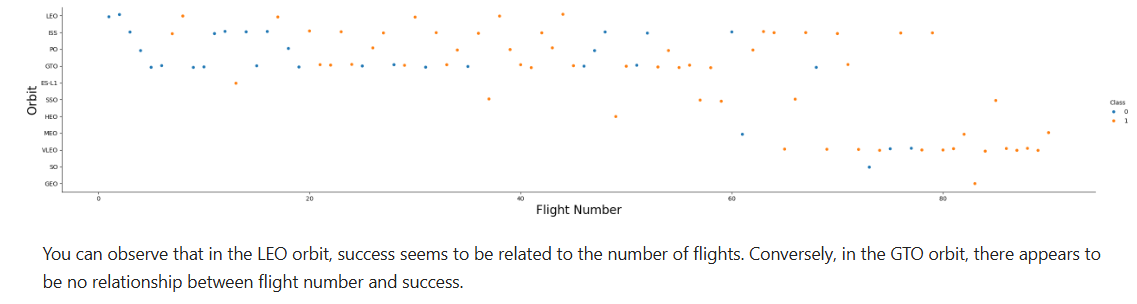 LEO
ISS
PO
GTO
ES-L1
SSO
HEO
MEO
VLEO
SO
GEO
Orbit
0 20 40 60 80
Flight Number
Class
0
1
You can observe that in the LEO orbit, success seems to be related to the number of flights. Conversely, in the GTO orbit, there appears to
be no relationship between flight number and success.